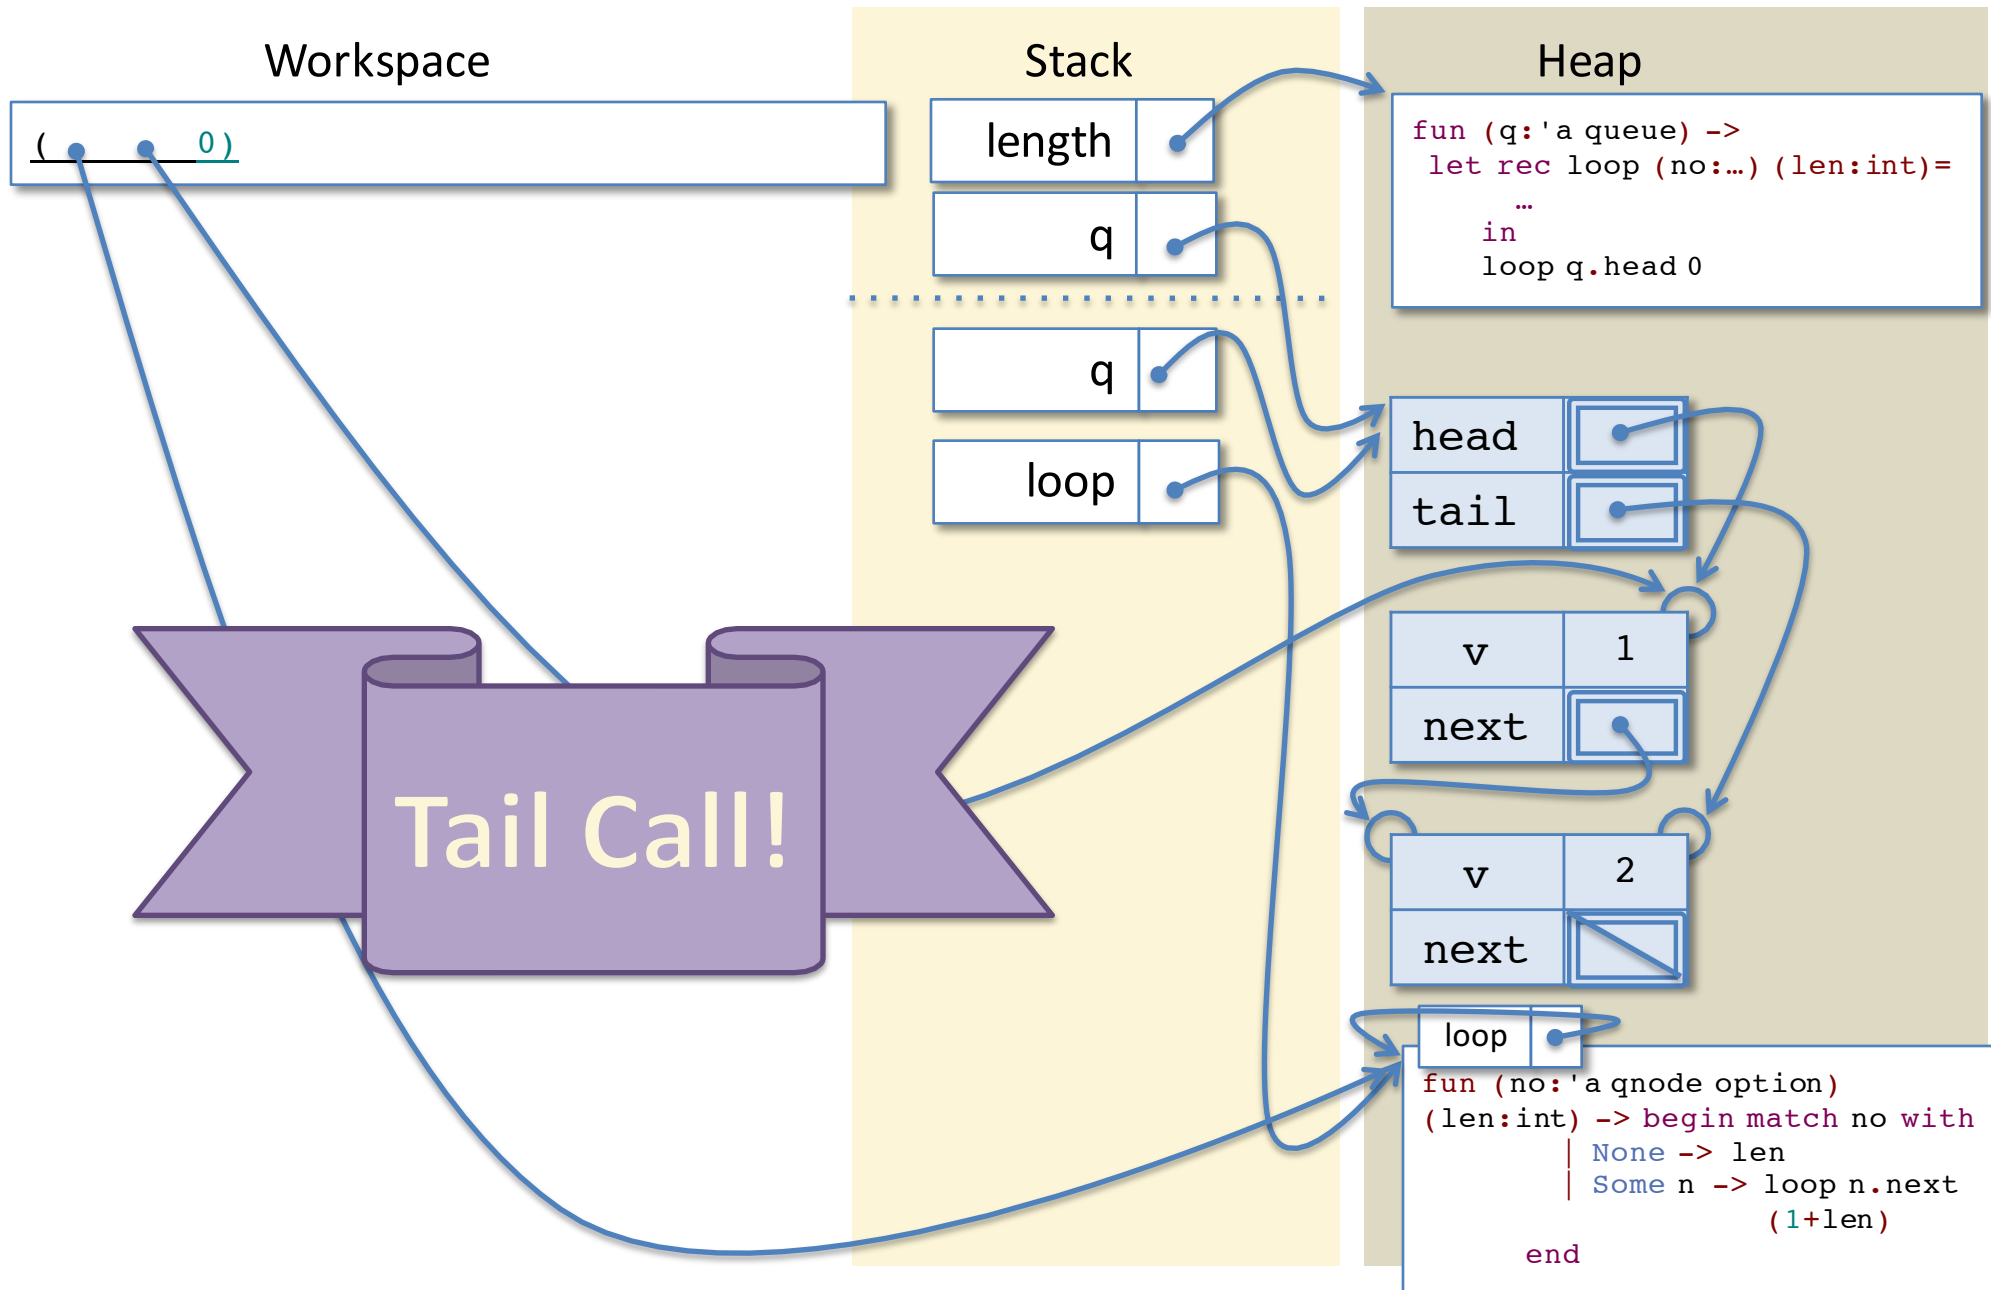 Workspace
Stack
Heap
( 0)
length
q
q
loop
fun (q:'a queue) ->
let rec loop (no:…) (len:int)=
…
in
loop q.head 0
head
tail
v 1
next
v 2
next
loop
fun (no:'a qnode option)
(len:int) -> begin match no with
| None -> len
| Some n -> loop n.next
(1+len)
end
Tail Call!